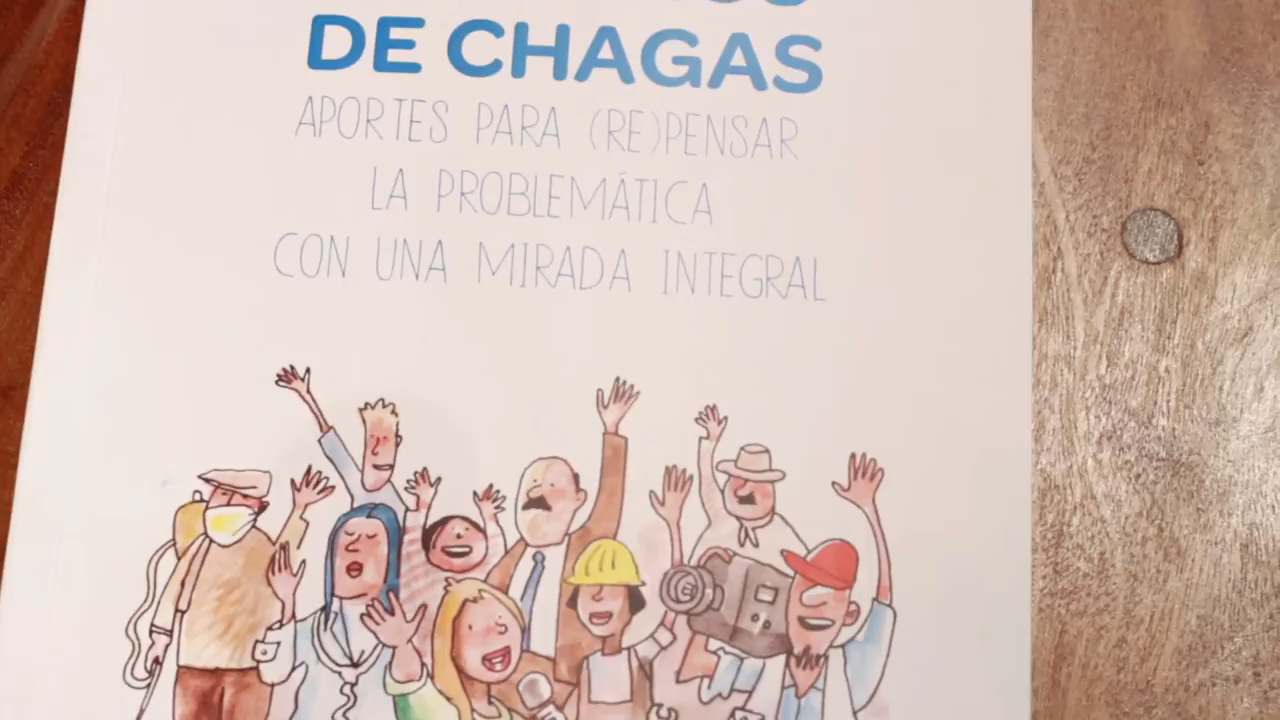 DE CHAGAS
APORTES PARA (RE)PENSAR
LA PROBLEMÁTICA
CON UNA MIRADA INTEGRAL